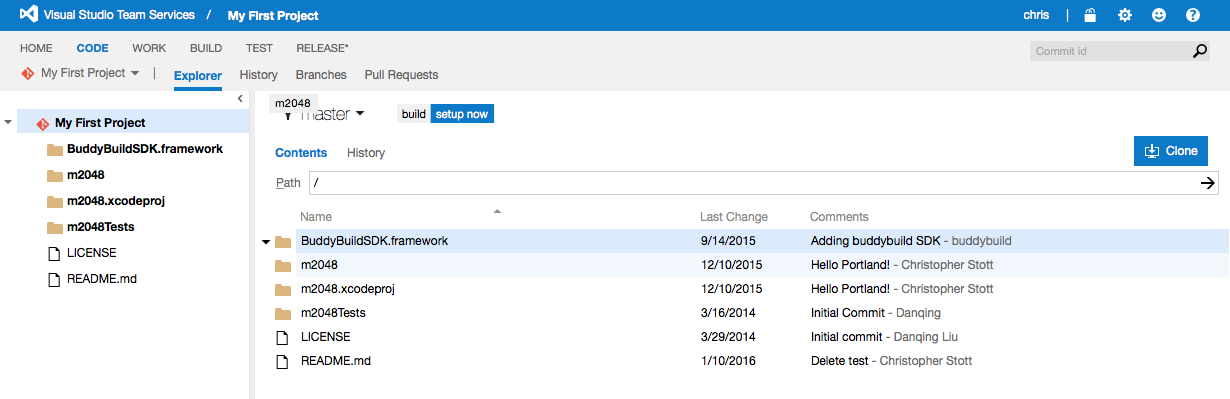 Visual Studio Team Services / My First Project chris |
HOME CODE WORK BUILD TEST RELEASE* Commit id
My First Project | Explorer History Branches Pull Requests
m2048
master build setup now
My First Project
BuddyBuildSDK.framework
m2048
m2048.xcodeproj
m2048Tests
LICENSE
README.md
Contents History Clone
Path /
Name Last Change Comments
BuddyBuildSDK.framework 9/14/2015 Adding buddybuild SDK - buddybuild
m2048 12/10/2015 Hello Portland! - Christopher Stott
m2048.xcodeproj 12/10/2015 Hello Portland! - Christopher Stott
m2048Tests 3/16/2014 Initial Commit - Danqing
LICENSE 3/29/2014 Initial commit - Danqing Liu
README.md 1/10/2016 Delete test - Christopher Stott